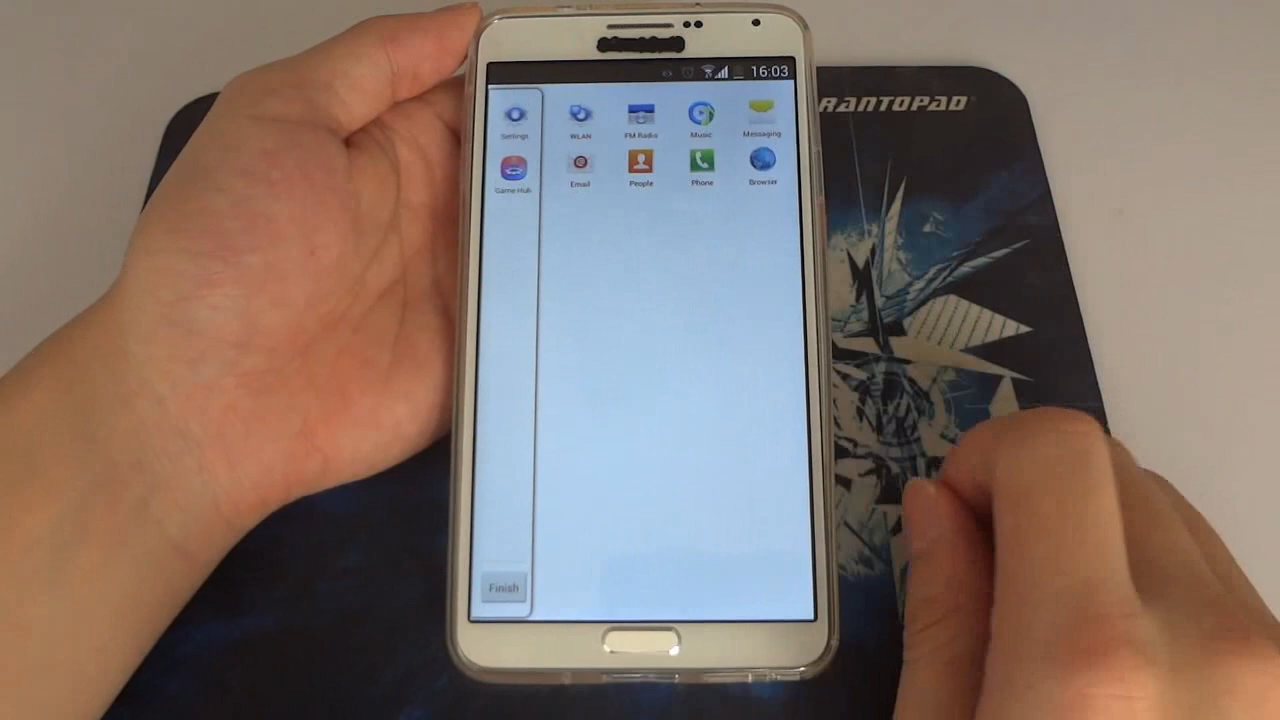 16:03
RANTOPAD
Settings
WLAN
FM Radio
Music
Messaging
Game Hub
Email
People
Phone
Browser
Finish